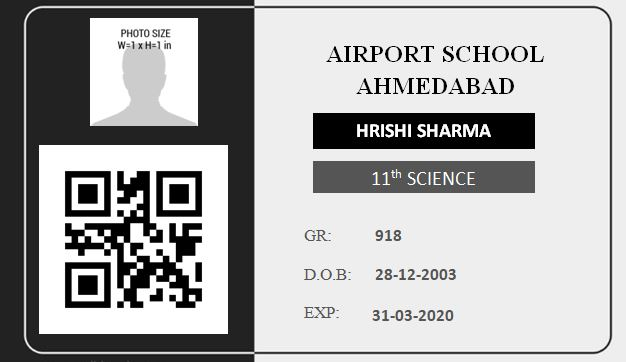 PHOTO SIZE
W=1 x H=1 in
AIRPORT SCHOOL
AHMEDABAD
HRISHI SHARMA
11th SCIENCE
GR: 918
D.O.B: 28-12-2003
EXP: 31-03-2020